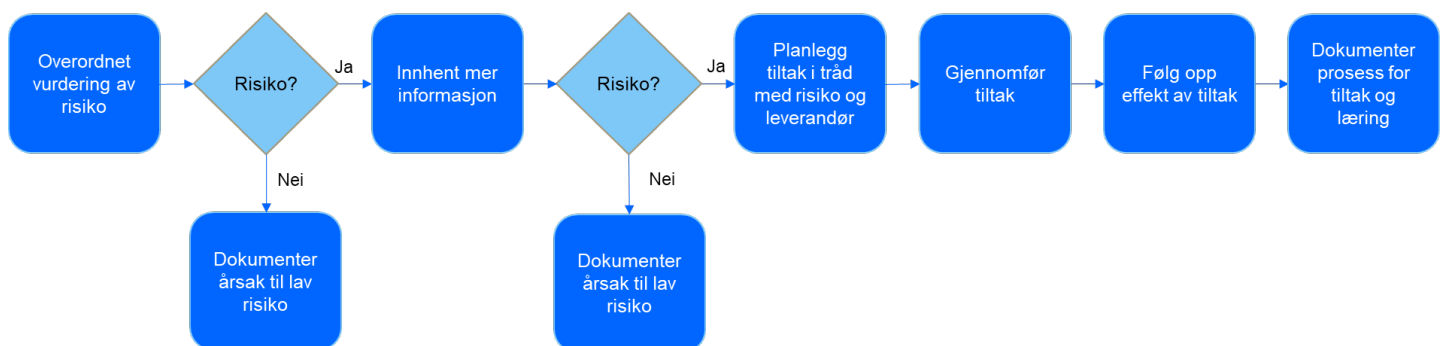 Overordnet
vurdering av
risiko
Risiko?
Ja
Innhent mer
informasjon
Risiko?
Ja
Planlegg
tiltak i tråd
med risiko og
leverandør
Gjennomfør
tiltak
Følg opp
effekt av tiltak
Dokumenter
prosess for
tiltak og
læring
Nei
Nei
Dokumenter
årsak til lav
risiko
Dokumenter
årsak til lav
risiko